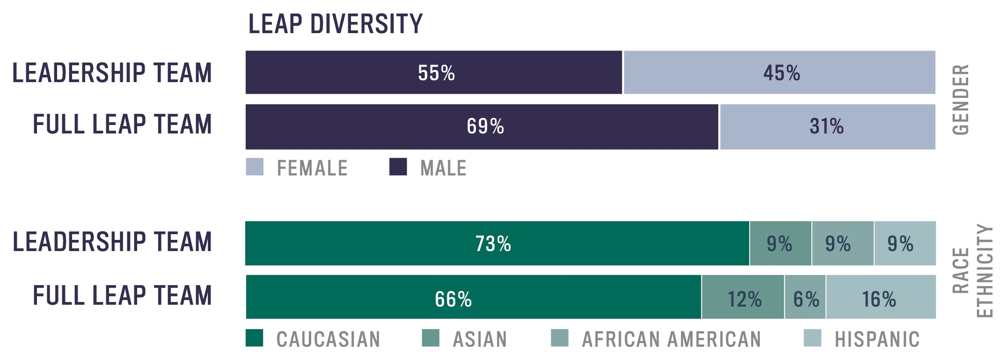 LEAP DIVERSITY
LEADERSHIP TEAM
55%
45%
FULL LEAP TEAM
69%
31%
GENDER
FEMALE
MALE
LEADERSHIP TEAM
73%
9%
9%
9%
FULL LEAP TEAM
66%
12%
6%
16%
RACE
ETHNICITY
CAUCASIAN
ASIAN
AFRICAN AMERICAN
HISPANIC